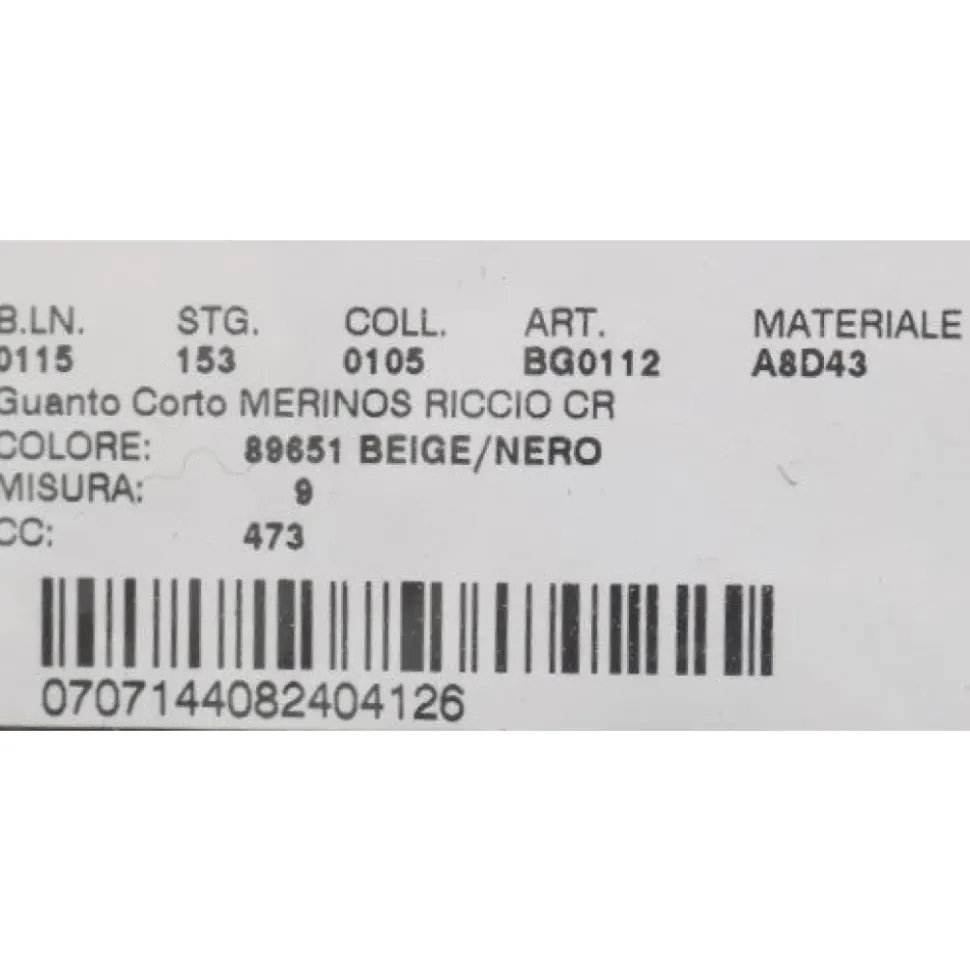 B.LN. STG. COLL. ART. MATERIALE
0115 153 0105 BG0112 A8D43
Guanto Corto MERINOS RICCIO CR
COLORE: 89651 BEIGE/NERO
MISURA: 9
CC: 473
0707144082404126